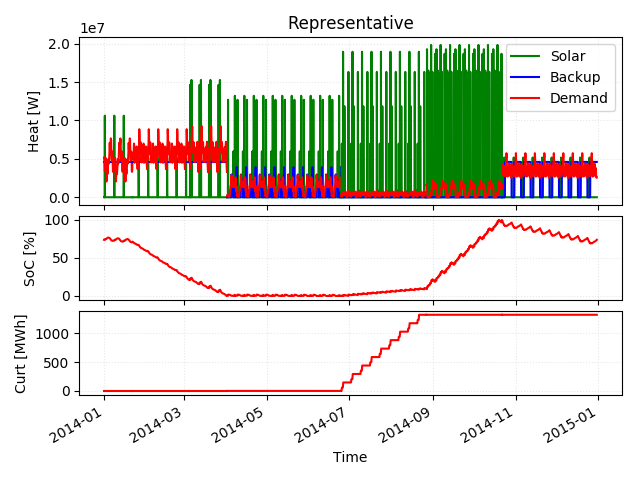 Representative
1e7
Heat [W]
2.0
1.5
1.0
0.5
0.0
Solar
Backup
Demand
SoC [%]
100
50
0
Curt [MWh]
1000
500
0
2014-01
2014-03
2014-05
2014-07
2014-09
2014-11
2015-01
Time